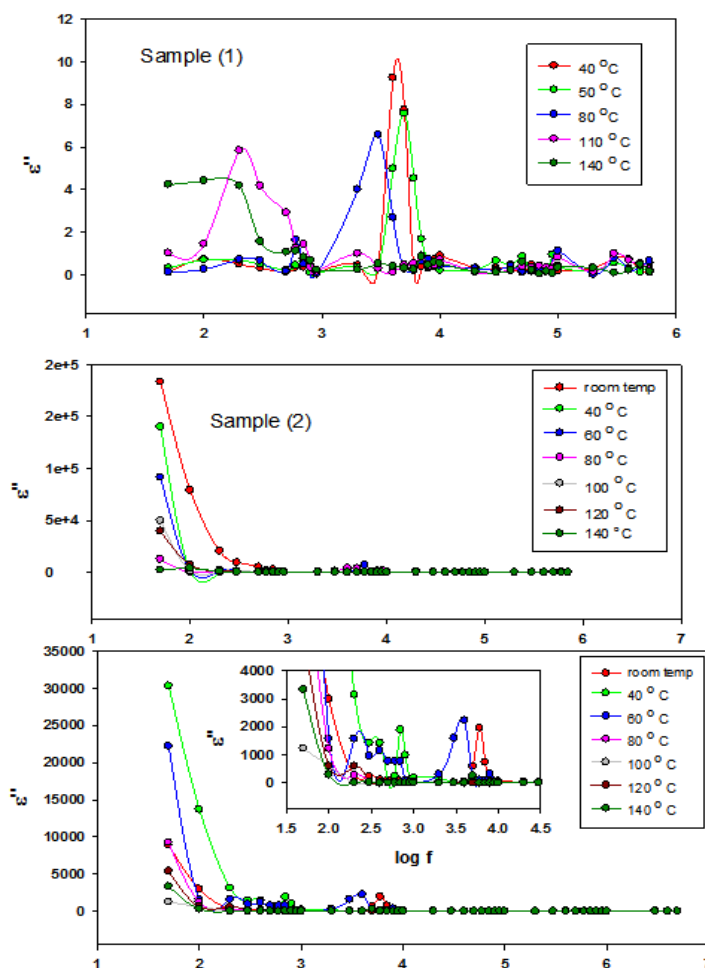 12
10
8
6
4
2
0
ε"
Sample (1)
40 °C
50 °C
80 °C
110 °C
140 °C
1 2 3 4 5 6
2e+5
2e+5
1e+5
5e+4
0
ε"
Sample (2)
room temp
40 °C
60 °C
80 °C
100 °C
120 °C
140 °C
1 2 3 4 5 6 7
35000
30000
25000
20000
15000
10000
5000
0
ε"
4000
3000
2000
1000
0
ε"
1.5 2.0 2.5 3.0 3.5 4.0 4.5
log f
room temp
40 °C
60 °C
80 °C
100 °C
120 °C
140 °C
1 2 3 4 5 6 7